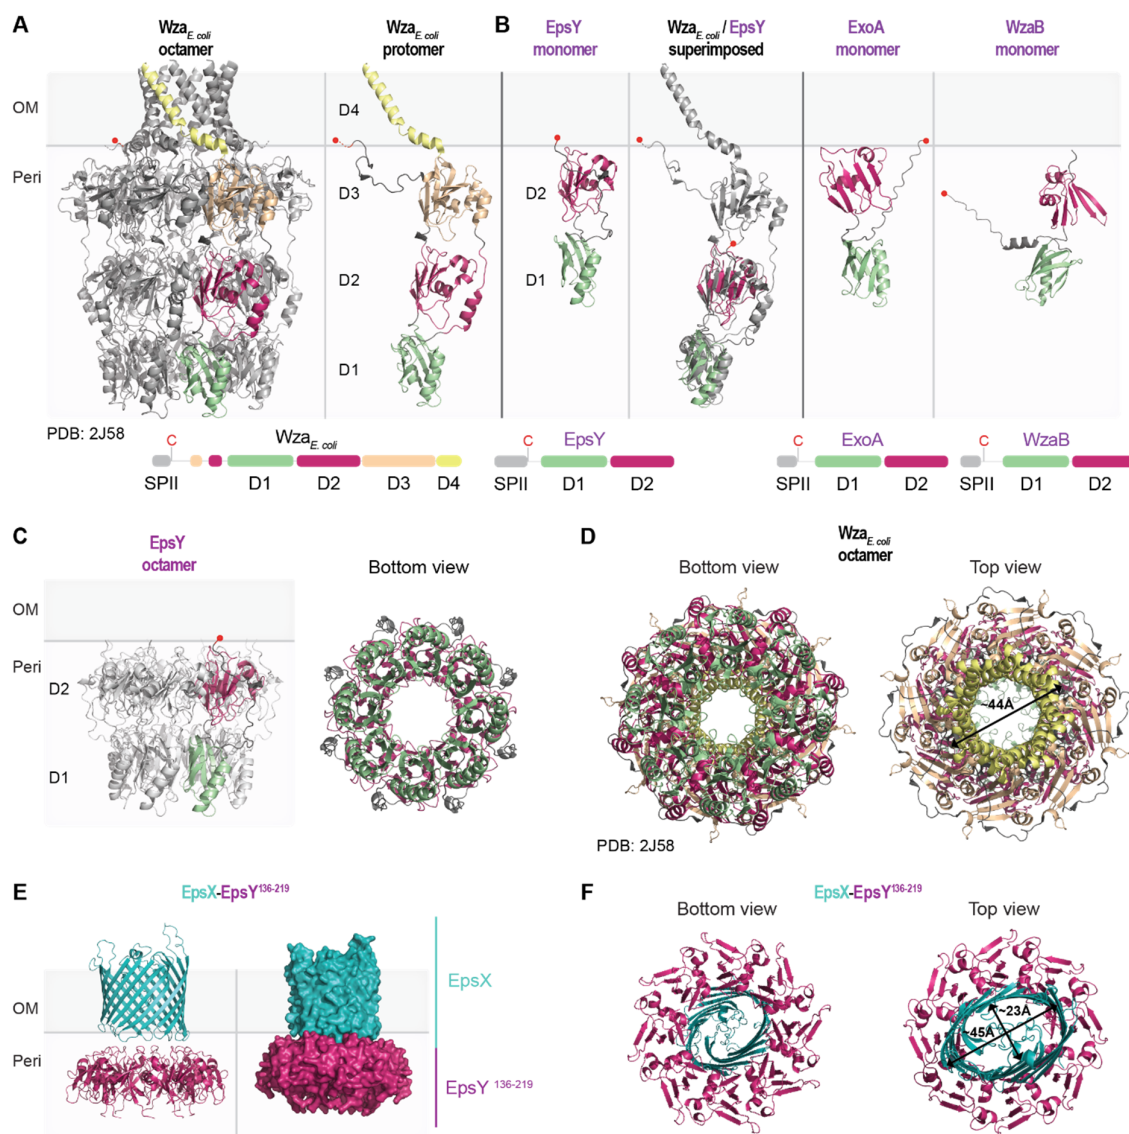 A
Wza E. coli
octamer
Wza E. coli
protomer
B
EpsY
monomer
Wza E. coli / EpsY
superimposed
ExoA
monomer
WzaB
monomer
OM
Peri
D4
D3
D2
D1
D2
D1
PDB: 2J58
C
Wza E. coli
SPII
D1
D2
D3
D4
C
EpsY
SPII
D1
D2
C
ExoA
SPII
D1
D2
C
WzaB
SPII
D1
D2
C
EpsY
octamer
Bottom view
OM
Peri
D2
D1
D
Wza E. coli
octamer
Bottom view
Top view
~44Å
PDB: 2J58
E
EpsX-EpsY136-219
OM
Peri
EpsX
EpsY 136-219
F
EpsX-EpsY136-219
Bottom view
Top view
~23Å
~45Å